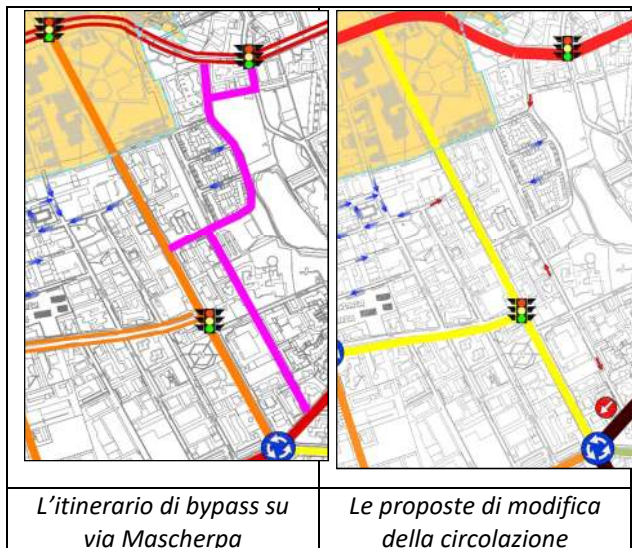 L'itinerario di bypass su
via Mascherpa
Le proposte di modifica
della circolazione